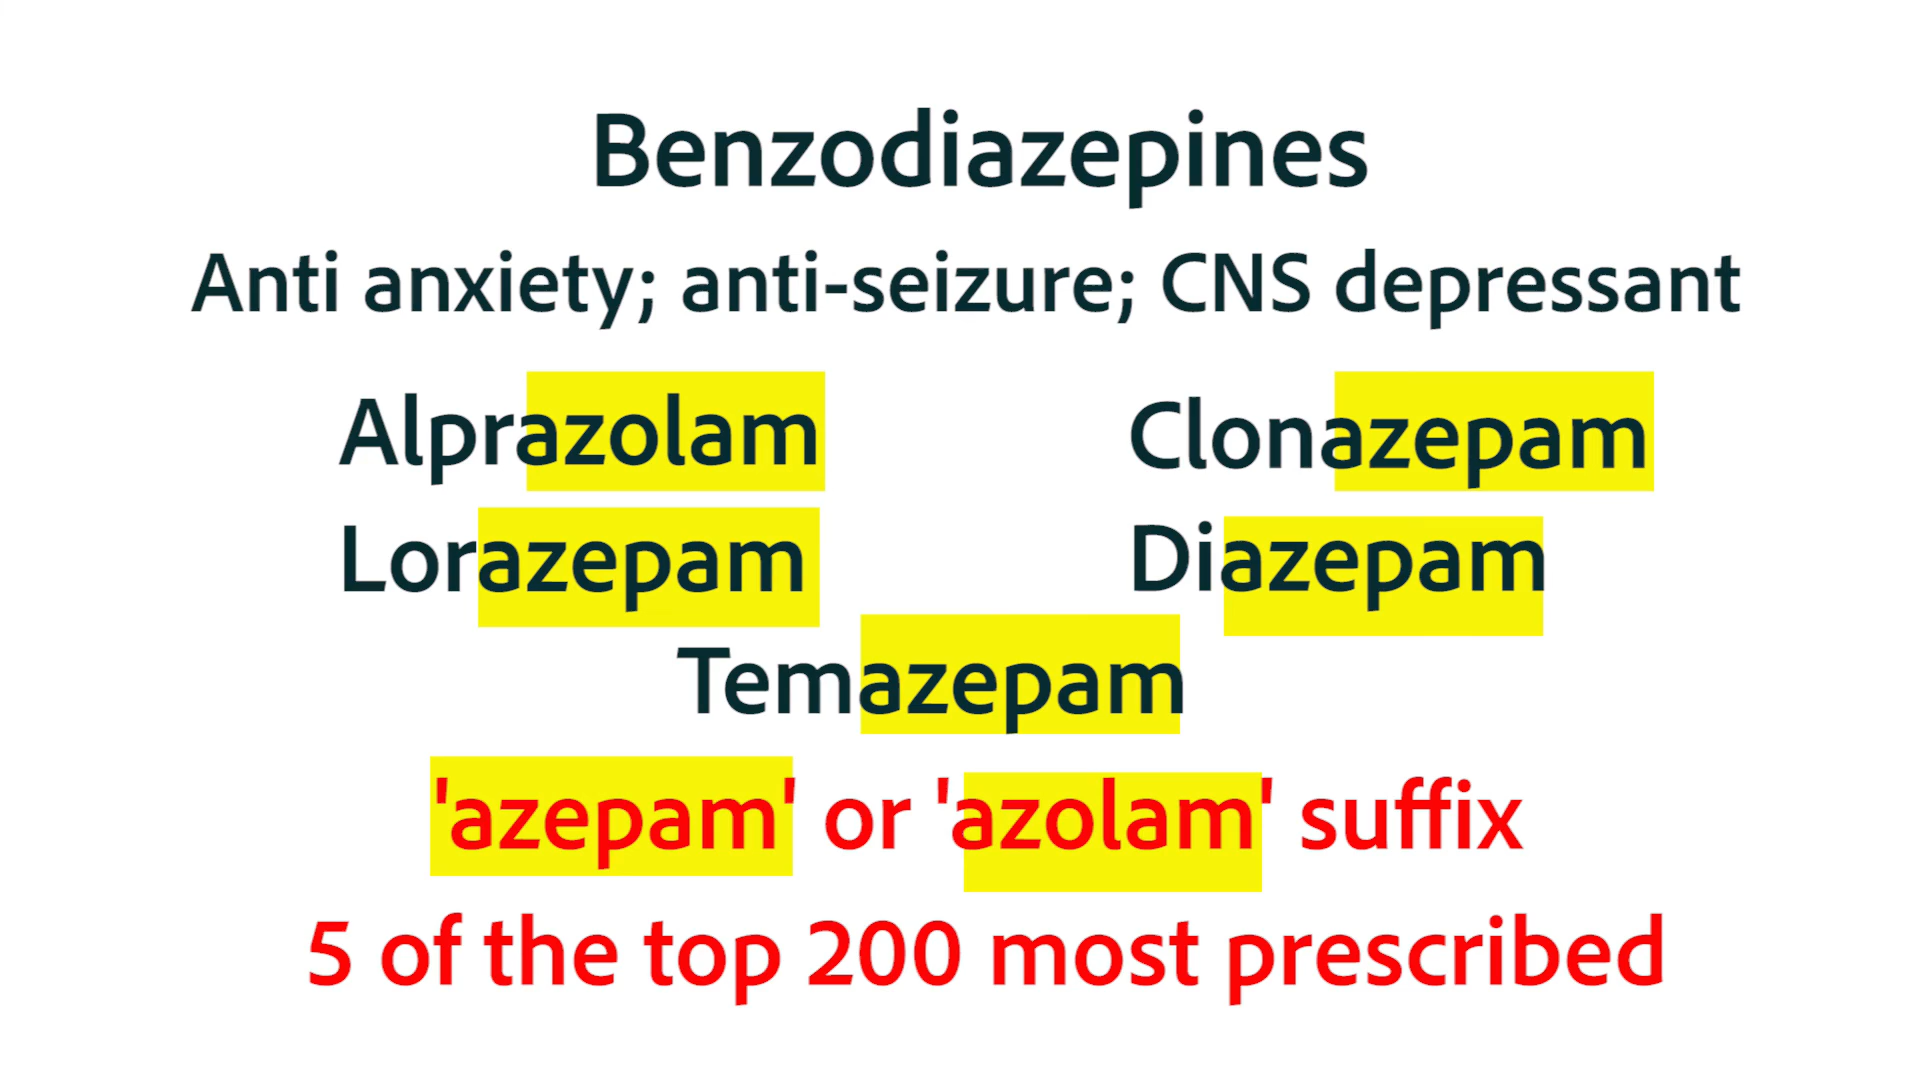 Benzodiazepines
Anti anxiety; anti-seizure; CNS depressant
Alprazolam Clonazepam
Lorazepam Diazepam
Temazepam
'azepam' or 'azolam' suffix
5 of the top 200 most prescribed